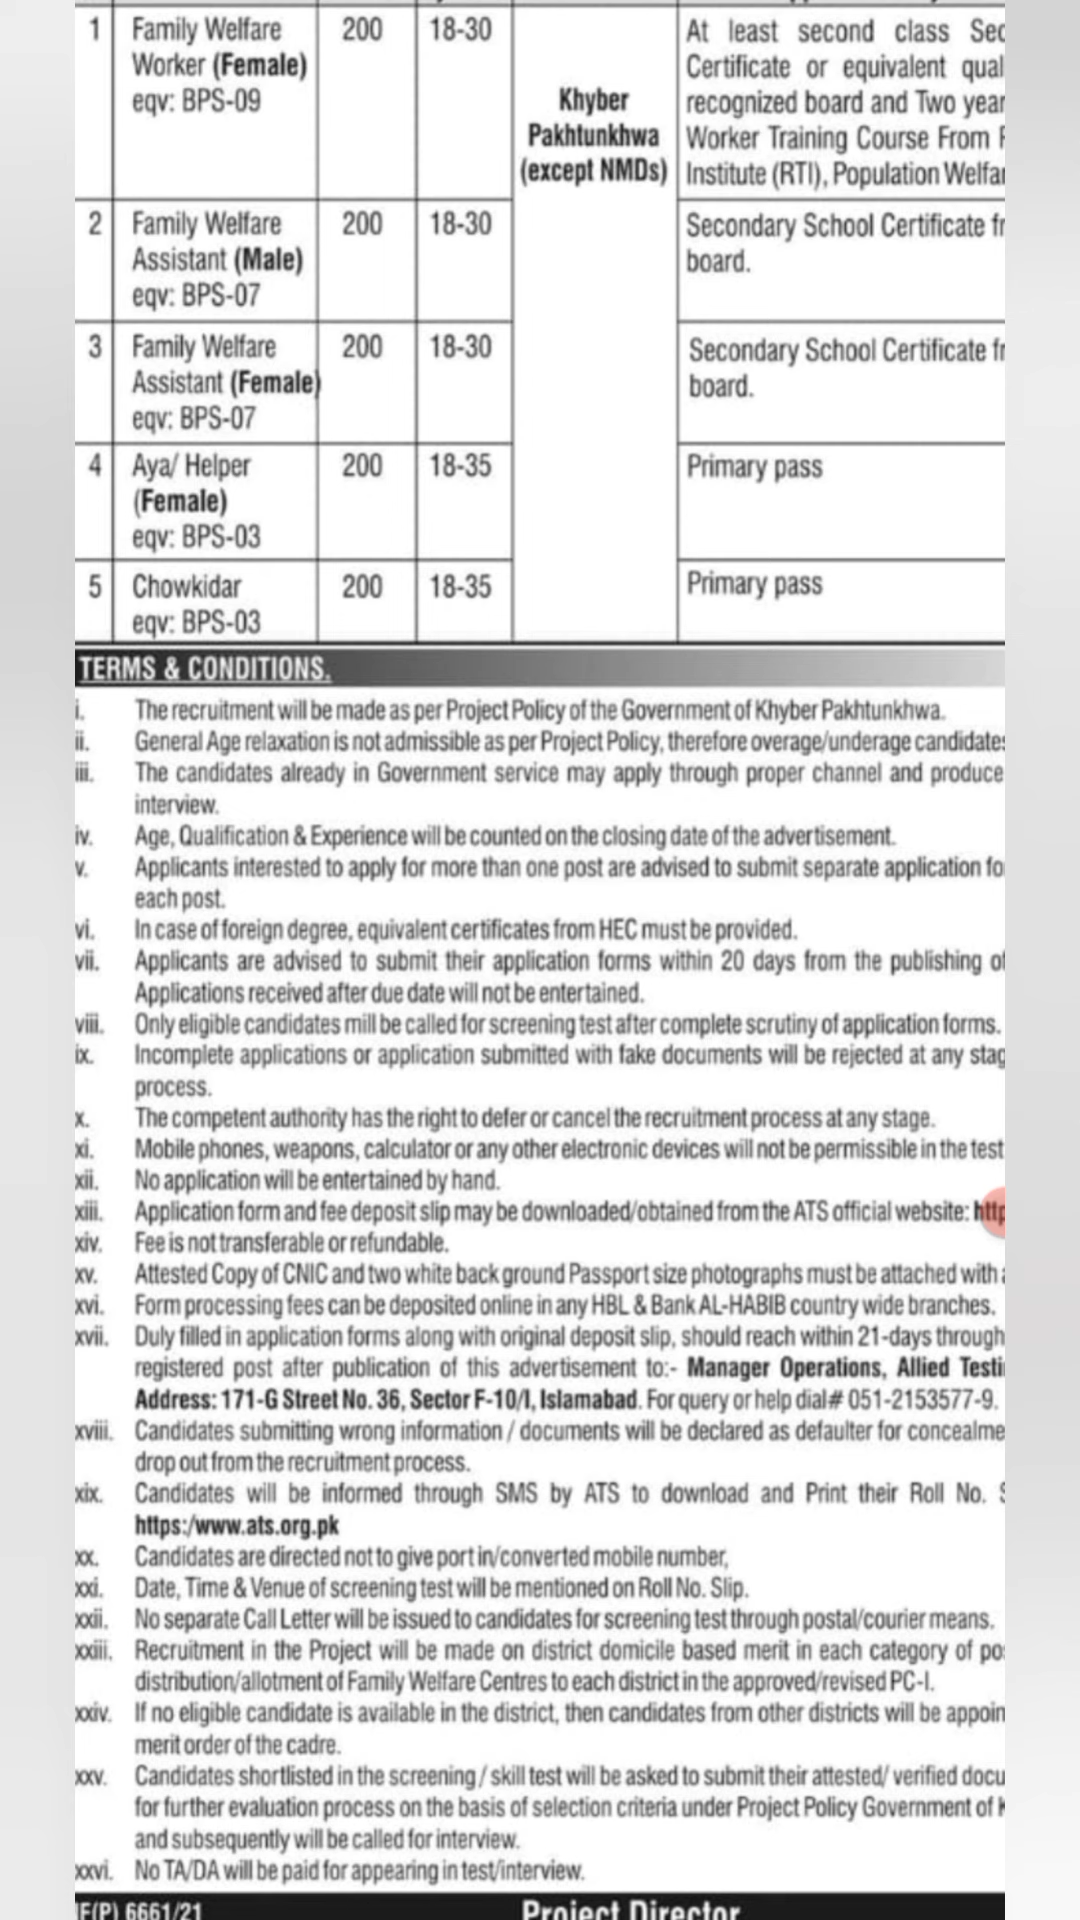 1 Family Welfare 200 18-30 At least second class Sec
Worker (Female) Certificate or equivalent qual
eqv: BPS-09 Khyber recognized board and Two year
Pakhtunkhwa Worker Training Course From
(except NMDs) Institute (RTI), Population Welfa
2 Family Welfare 200 18-30 Secondary School Certificate fr
Assistant (Male) board.
eqv: BPS-07
3 Family Welfare 200 18-30 Secondary School Certificate fr
Assistant (Female) board.
eqv: BPS-07
4 Aya/ Helper 200 18-35 Primary pass
(Female)
eqv: BPS-03
5 Chowkidar 200 18-35 Primary pass
eqv: BPS-03
TERMS & CONDITIONS.
i. The recruitment will be made as per Project Policy of the Government of Khyber Pakhtunkhwa.
ii. General Age relaxation is not admissible as per Project Policy, therefore overage/underage candidates
iii. The candidates already in Government service may apply through proper channel and produce
interview.
iv. Age, Qualification & Experience will be counted on the closing date of the advertisement.
v. Applicants interested to apply for more than one post are advised to submit separate application fo
each post.
vi. In case of foreign degree, equivalent certificates from HEC must be provided.
vii. Applicants are advised to submit their application forms within 20 days from the publishing of
Applications received after due date will not be entertained.
viii. Only eligible candidates mill be called for screening test after complete scrutiny of application forms.
ix. Incomplete applications or application submitted with fake documents will be rejected at any stag
process.
x. The competent authority has the right to defer or cancel the recruitment process at any stage.
xi. Mobile phones, weapons, calculator or any other electronic devices will not be permissible in the test
xii. No application will be entertained by hand.
xiii. Application form and fee deposit slip may be downloaded/obtained from the ATS official website: http
xiv. Fee is not transferable or refundable.
xv. Attested Copy of CNIC and two white back ground Passport size photographs must be attached with
xvi. Form processing fees can be deposited online in any HBL & Bank AL-HABIB country wide branches.
xvii. Duly filled in application forms along with original deposit slip, should reach within 21-days through
registered post after publication of this advertisement to:- Manager Operations, Allied Testi
Address: 171-G Street No. 36, Sector F-10/I, Islamabad. For query or help dial# 051-2153577-9.
xviii. Candidates submitting wrong information / documents will be declared as defaulter for concealme
drop out from the recruitment process.
xix. Candidates will be informed through SMS by ATS to download and Print their Roll No. S
https:/www.ats.org.pk
xx. Candidates are directed not to give port in/converted mobile number,
xxi. Date, Time & Venue of screening test will be mentioned on Roll No. Slip.
xxii. No separate Call Letter will be issued to candidates for screening test through postal/courier means.
xxiii. Recruitment in the Project will be made on district domicile based merit in each category of pos
distribution/allotment of Family Welfare Centres to each district in the approved/revised PC-I.
xxiv. If no eligible candidate is available in the district, then candidates from other districts will be appoin
merit order of the cadre.
xxv. Candidates shortlisted in the screening / skill test will be asked to submit their attested/ verified docu
for further evaluation process on the basis of selection criteria under Project Policy Government of K
and subsequently will be called for interview.
xxvi. No TA/DA will be paid for appearing in test/interview.
IF(P) 6661/21 Project Director